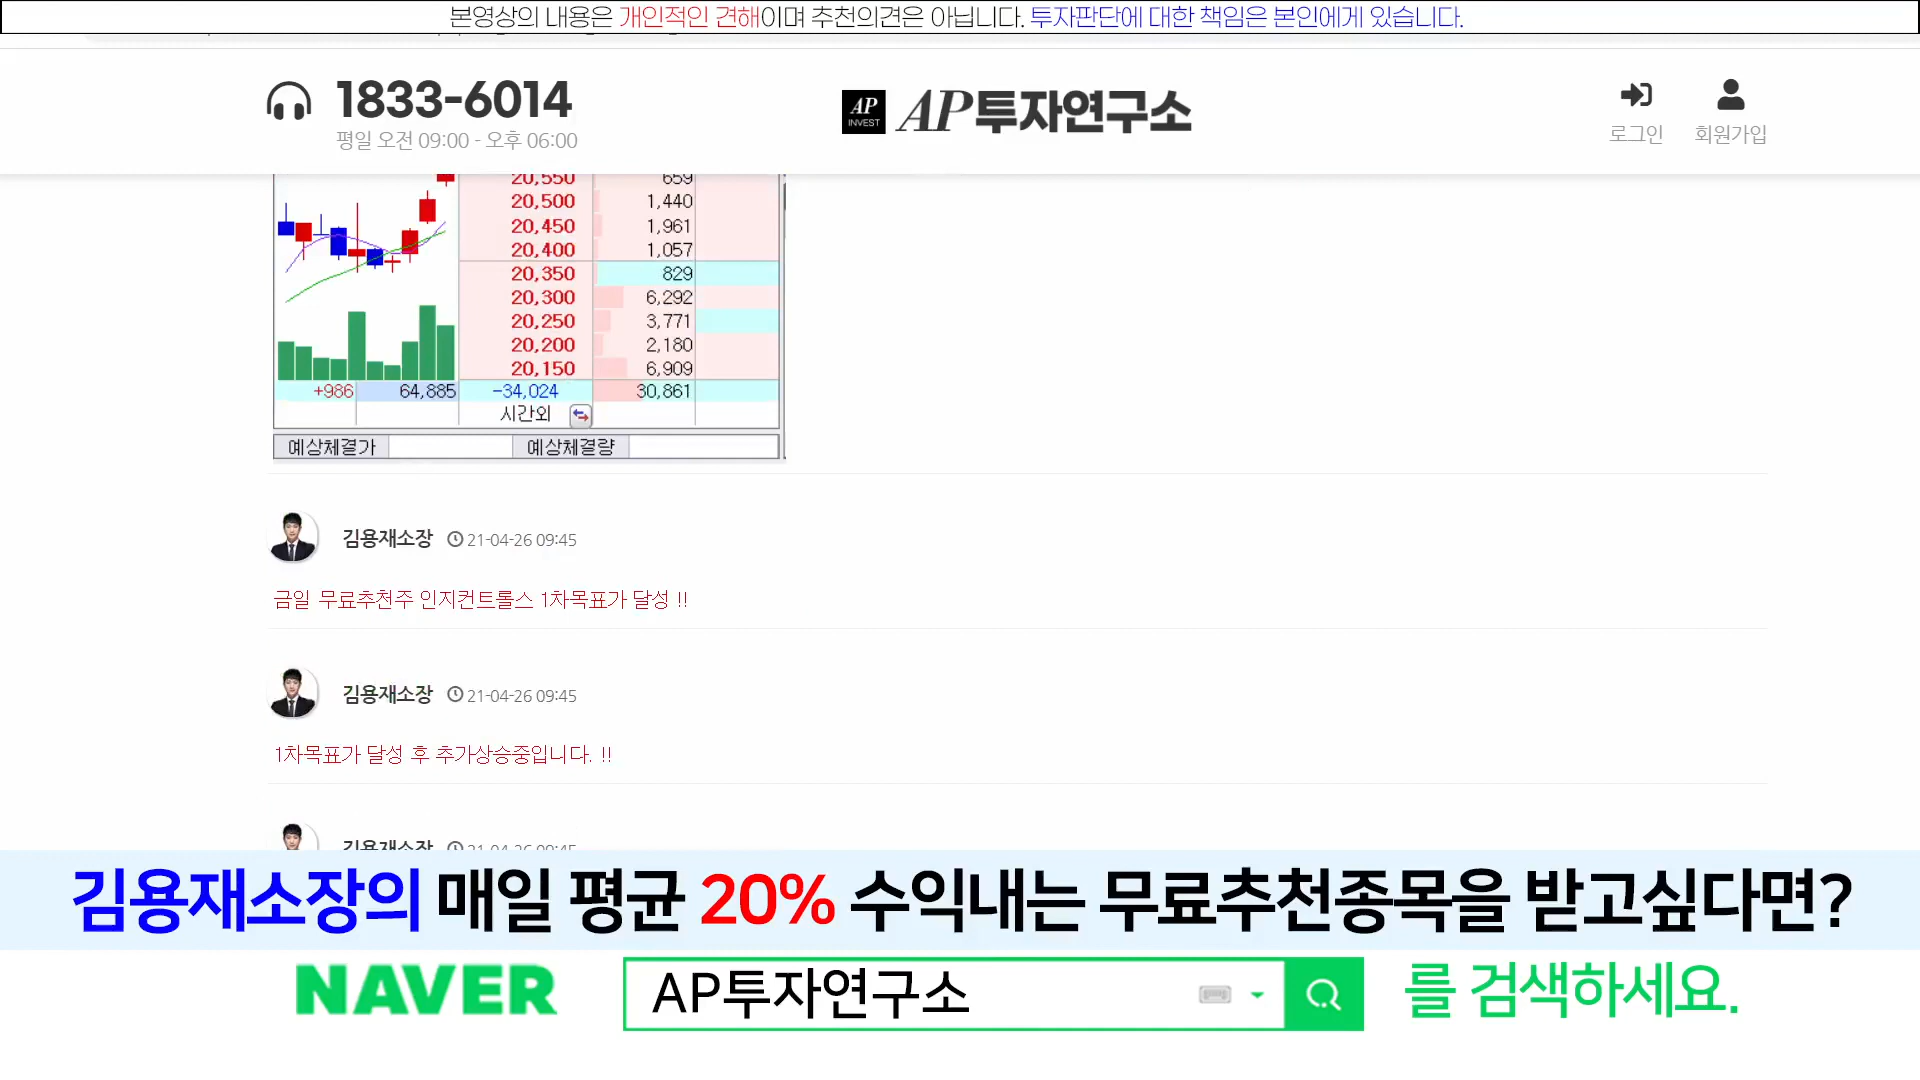 본영상의 내용은 개인적인 견해이며 추천의견은 아닙니다. 투자판단에 대한 책임은 본인에게 있습니다.
1833-6014
평일 오전 09:00 - 오후 06:00
AP
INVEST
AP투자연구소
로그인
회원가입
20,550 659
20,500 1,440
20,450 1,961
20,400 1,057
20,350 829
20,300 6,292
20,250 3,771
20,200 2,180
20,150 6,909
+986 64,885 -34,024 30,861
시간외
예상체결가 예상체결량
김용재소장 21-04-26 09:45
금일 무료추천주 인지컨트롤스 1차목표가 달성 !!
김용재소장 21-04-26 09:45
1차목표가 달성 후 추가상승중입니다. !!
김용재소장 21-04-26 09:45
김용재소장의 매일 평균 20% 수익내는 무료추천종목을 받고싶다면?
NAVER AP투자연구소 를 검색하세요.